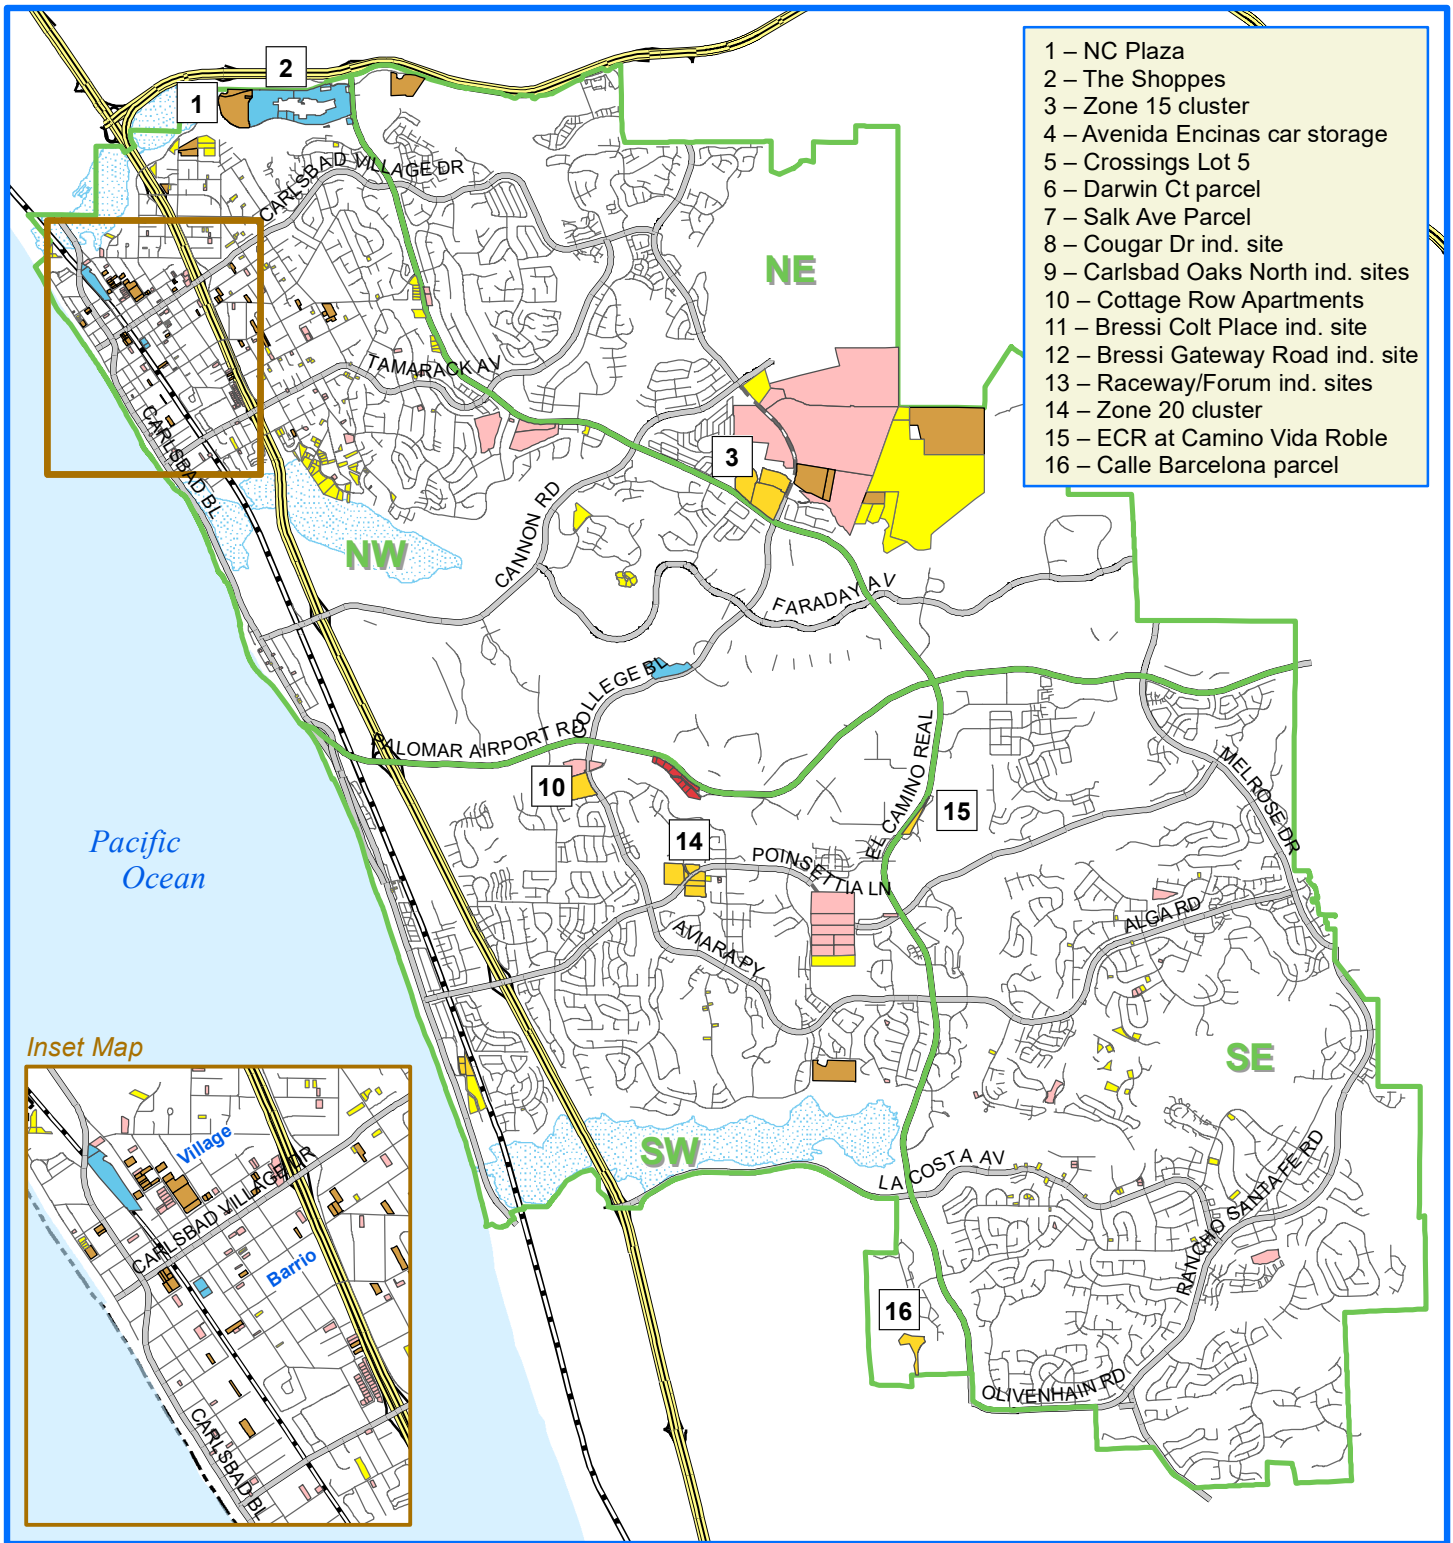 1 – NC Plaza
2 – The Shoppes
3 – Zone 15 cluster
4 – Avenida Encinas car storage
5 – Crossings Lot 5
6 – Darwin Ct parcel
7 – Salk Ave Parcel
8 – Cougar Dr ind. site
9 – Carlsbad Oaks North ind. sites
10 – Cottage Row Apartments
11 – Bressi Colt Place ind. site
12 – Bressi Gateway Road ind. site
13 – Raceway/Forum ind. sites
14 – Zone 20 cluster
15 – ECR at Camino Vida Roble
16 – Calle Barcelona parcel
2
1
CARLSBAD VILLAGE DR
NE
TAMARACK AV
CARLSBAD BL
3
CANNON RD
NW
FARADAY AV
COLLEGE BL
PALOMAR AIRPORT RD
10
EL CAMINO REAL
MELROSE DR
15
14
POINSETTIA LN
Pacific
Ocean
ALGA RD
AVIARA PY
SE
SW
LA COSTA AV
RANCHO SANTA FE RD
16
OLIVENHAIN RD
Inset Map
Village
CARLSBAD VILLAGE DR
Barrio
CARLSBAD BL